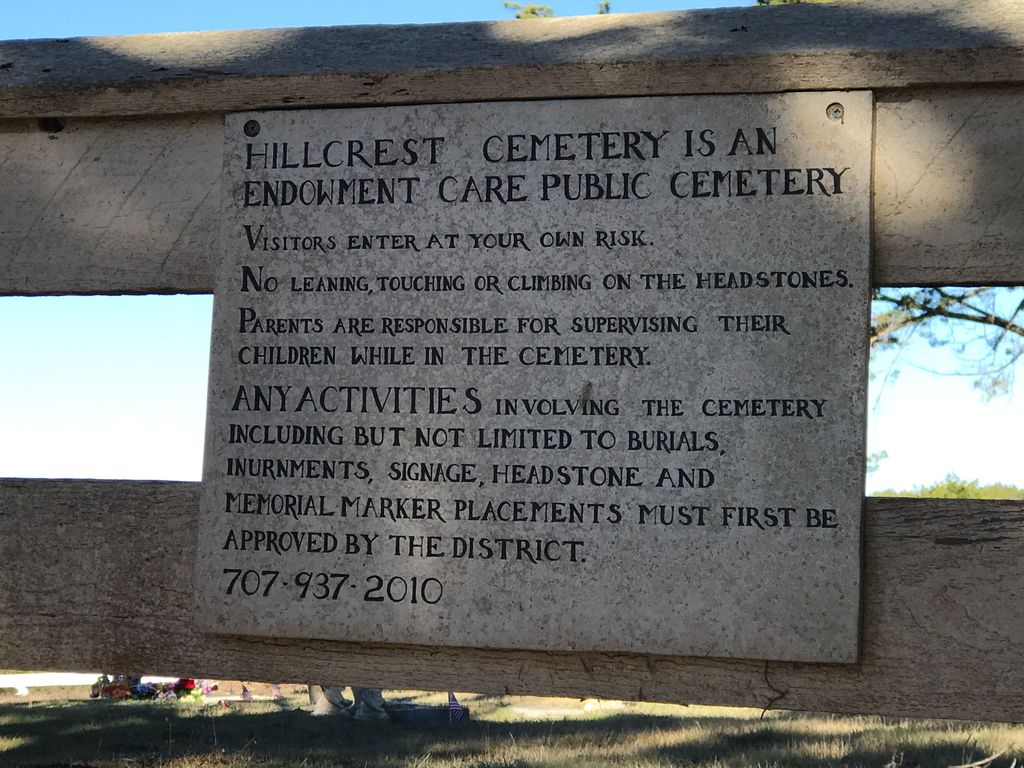 HILLCREST CEMETERY IS AN
ENDOWMENT CARE PUBLIC CEMETERY
VISITORS ENTER AT YOUR OWN RISK.
NO LEANING, TOUCHING OR CLIMBING ON THE HEADSTONES.
PARENTS ARE RESPONSIBLE FOR SUPERVISING THEIR
CHILDREN WHILE IN THE CEMETERY.
ANY ACTIVITIES INVOLVING THE CEMETERY
INCLUDING BUT NOT LIMITED TO BURIALS,
INURNMENTS, SIGNAGE, HEADSTONE AND
MEMORIAL MARKER PLACEMENTS MUST FIRST BE
APPROVED BY THE DISTRICT.
707-937-2010